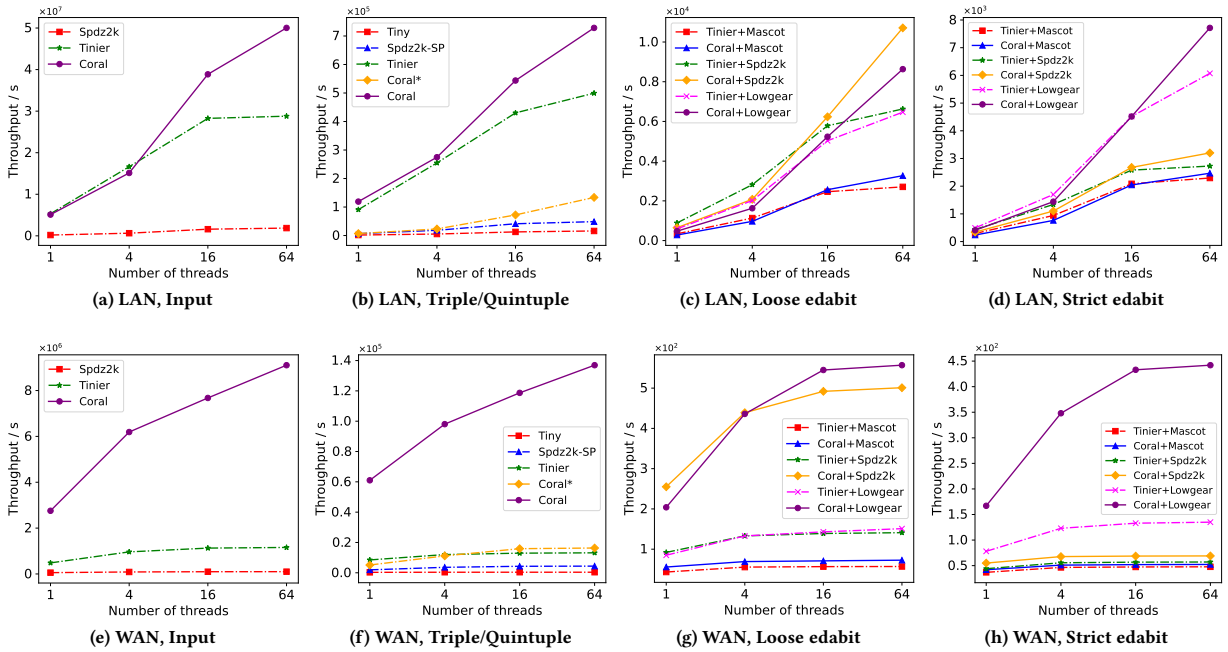 ×10⁷
5
4
3
2
1
0
Throughput / s
Spdz2k
Tinier
Coral
1
4
16
64
Number of threads
(a) LAN, Input
×10⁵
7
6
5
4
3
2
1
0
Throughput / s
Tiny
Spdz2k-SP
Tinier
Coral*
Coral
1
4
16
64
Number of threads
(b) LAN, Triple/Quintuple
×10⁴
1.0
0.8
0.6
0.4
0.2
0.0
Throughput / s
Tinier+Mascot
Coral+Mascot
Tinier+Spdz2k
Coral+Spdz2k
Tinier+Lowgear
Coral+Lowgear
1
4
16
64
Number of threads
(c) LAN, Loose edabit
×10³
8
7
6
5
4
3
2
1
0
Throughput / s
Tinier+Mascot
Coral+Mascot
Tinier+Spdz2k
Coral+Spdz2k
Tinier+Lowgear
Coral+Lowgear
1
4
16
64
Number of threads
(d) LAN, Strict edabit
×10⁶
8
6
4
2
0
Throughput / s
Spdz2k
Tinier
Coral
1
4
16
64
Number of threads
(e) WAN, Input
×10⁵
1.4
1.2
1.0
0.8
0.6
0.4
0.2
0.0
Throughput / s
Tiny
Spdz2k-SP
Tinier
Coral*
Coral
1
4
16
64
Number of threads
(f) WAN, Triple/Quintuple
×10²
5
4
3
2
1
Throughput / s
Tinier+Mascot
Coral+Mascot
Tinier+Spdz2k
Coral+Spdz2k
Tinier+Lowgear
Coral+Lowgear
1
4
16
64
Number of threads
(g) WAN, Loose edabit
×10²
4.5
4.0
3.5
3.0
2.5
2.0
1.5
1.0
0.5
Throughput / s
Tinier+Mascot
Coral+Mascot
Tinier+Spdz2k
Coral+Spdz2k
Tinier+Lowgear
Coral+Lowgear
1
4
16
64
Number of threads
(h) WAN, Strict edabit